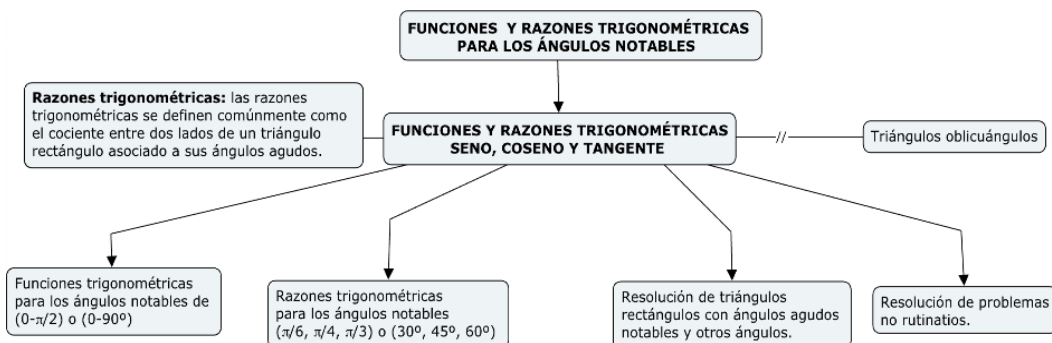 FUNCIONES Y RAZONES TRIGONOMÉTRICAS
PARA LOS ÁNGULOS NOTABLES
Razones trigonométricas: las razones
trigonométricas se definen comúnmente como
el cociente entre dos lados de un triángulo
rectángulo asociado a sus ángulos agudos.
FUNCIONES Y RAZONES TRIGONOMÉTRICAS
SENO, COSENO Y TANGENTE
//
Triángulos oblicuángulos
Funciones trigonométricas
para los ángulos notables de
(0-π/2) o (0-90º)
Razones trigonométricas
para los ángulos notables
(π/6, π/4, π/3) o (30º, 45º, 60º)
Resolución de triángulos
rectángulos con ángulos agudos
notables y otros ángulos.
Resolución de problemas
no rutinatios.